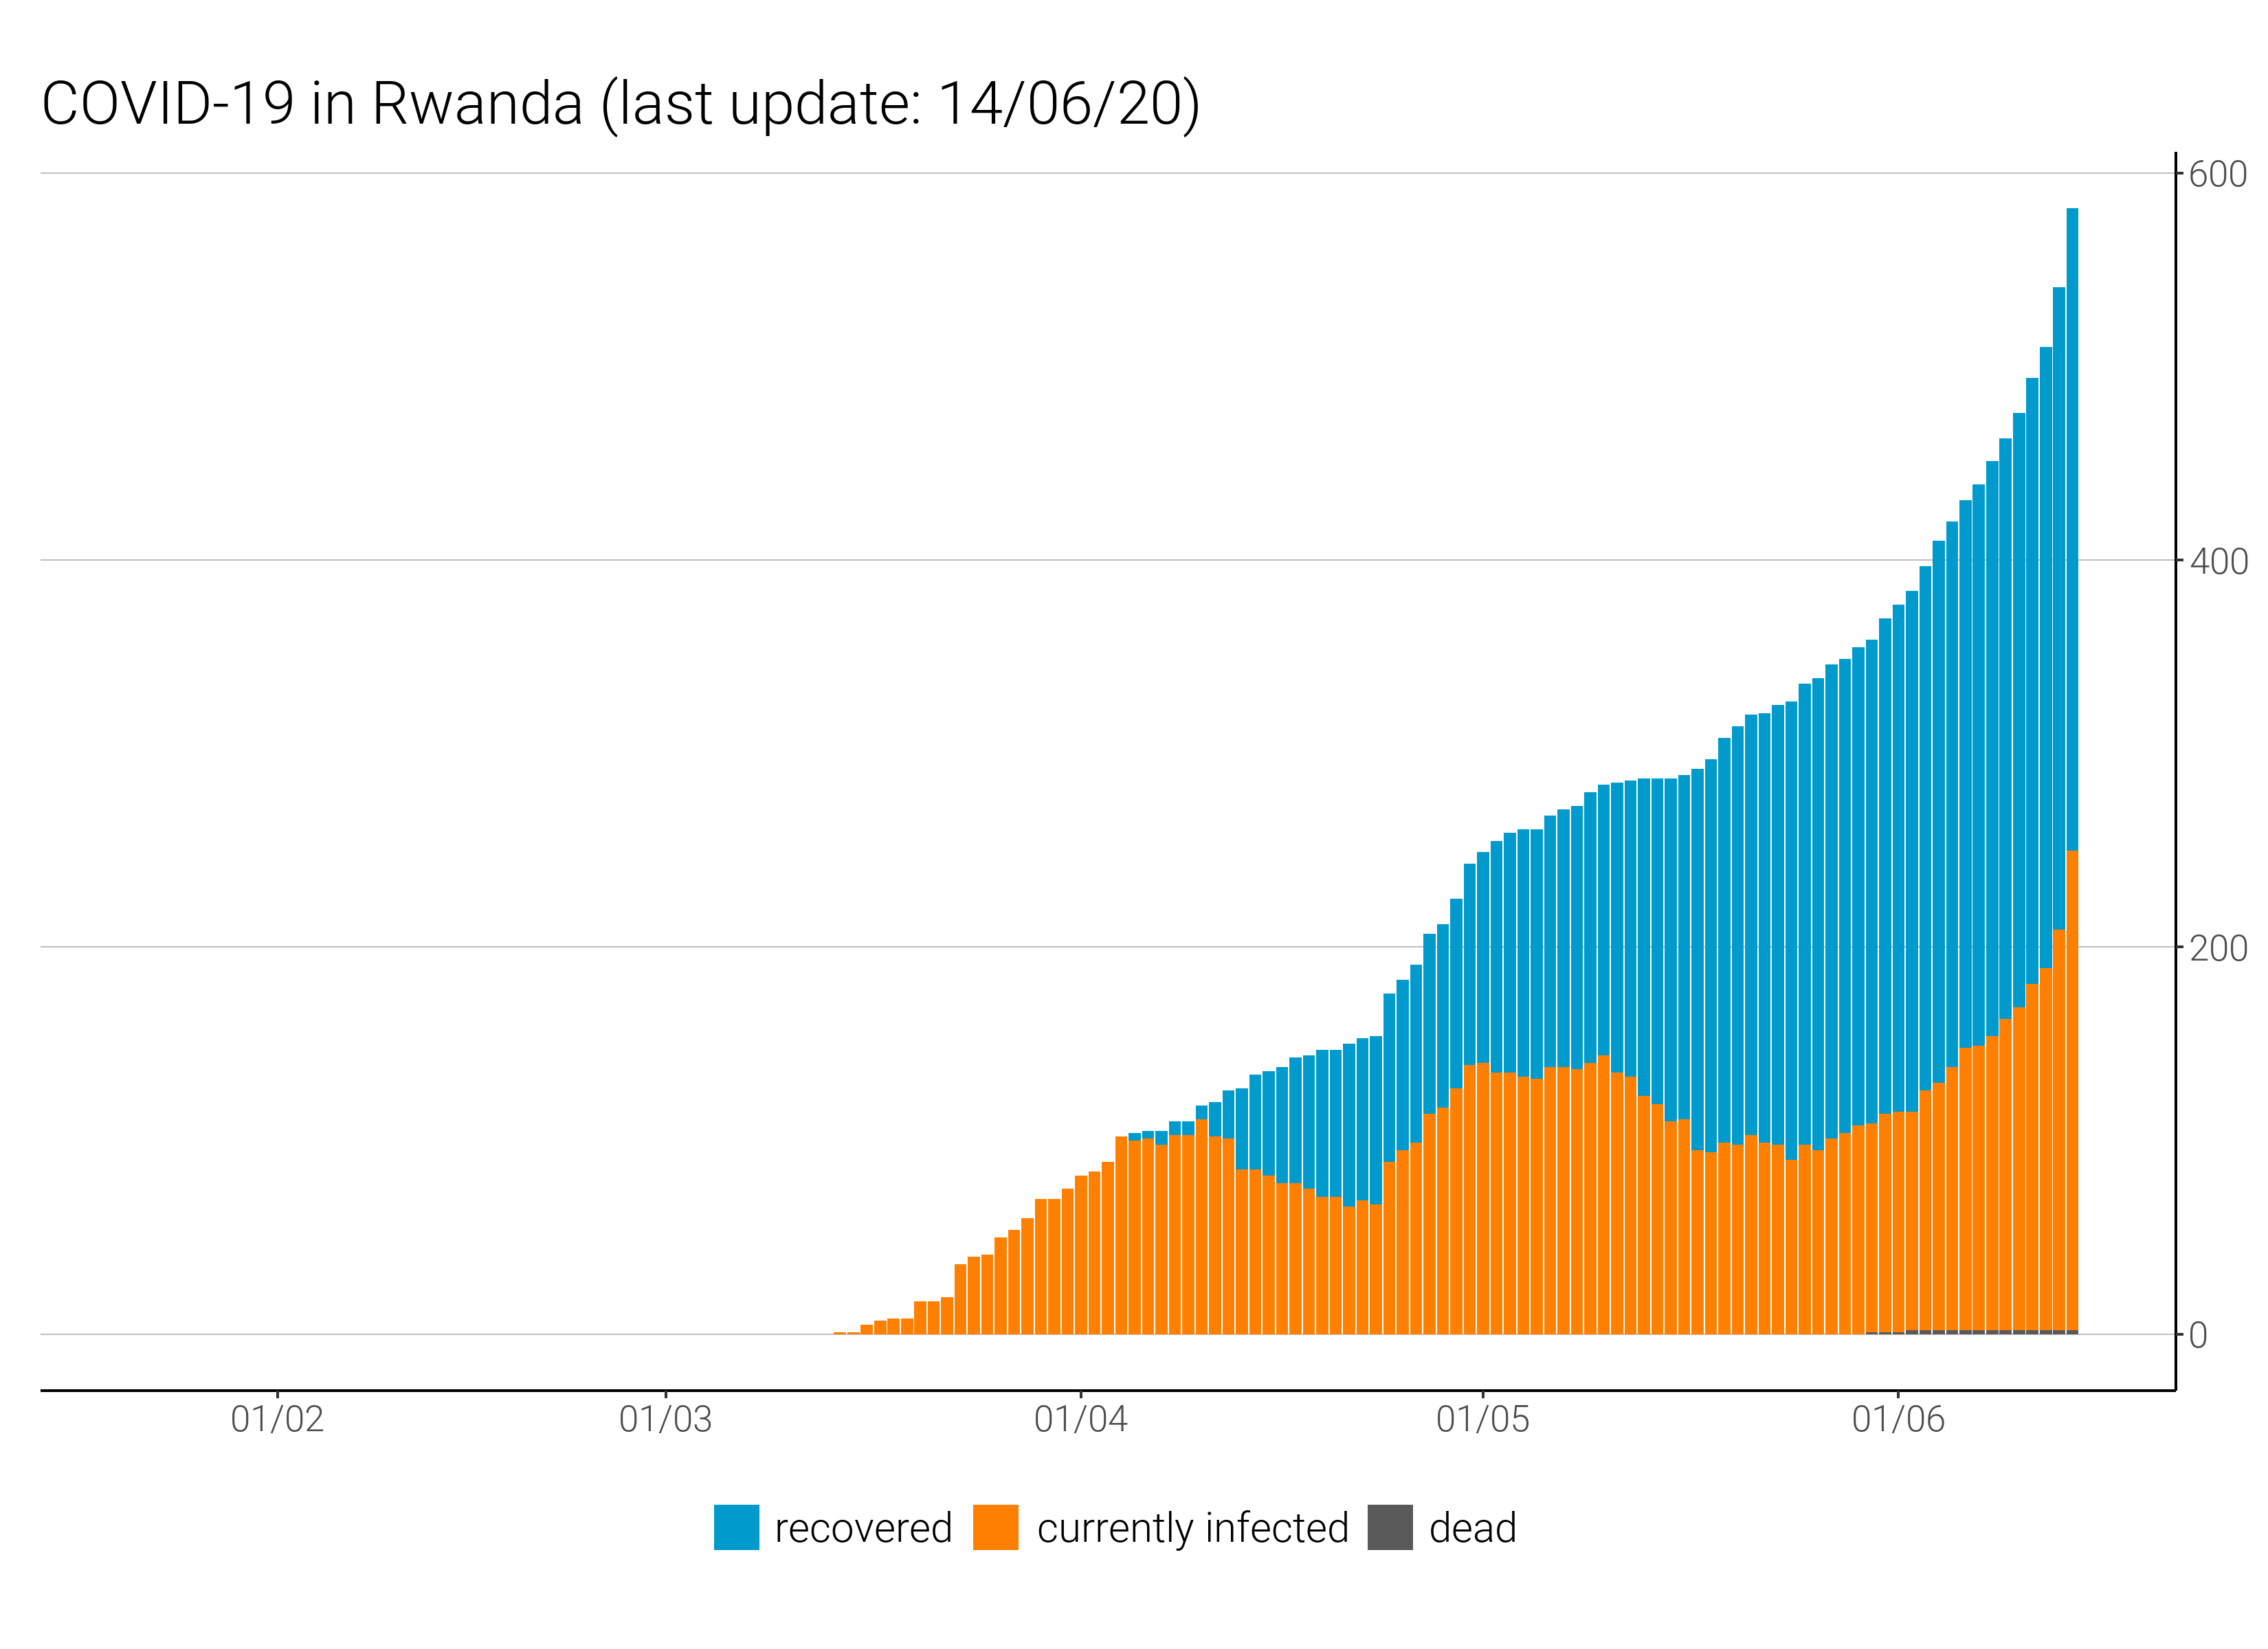 COVID-19 in Rwanda (last update: 14/06/20)
600
400
200
0
01/02 01/03 01/04 01/05 01/06
recovered currently infected dead